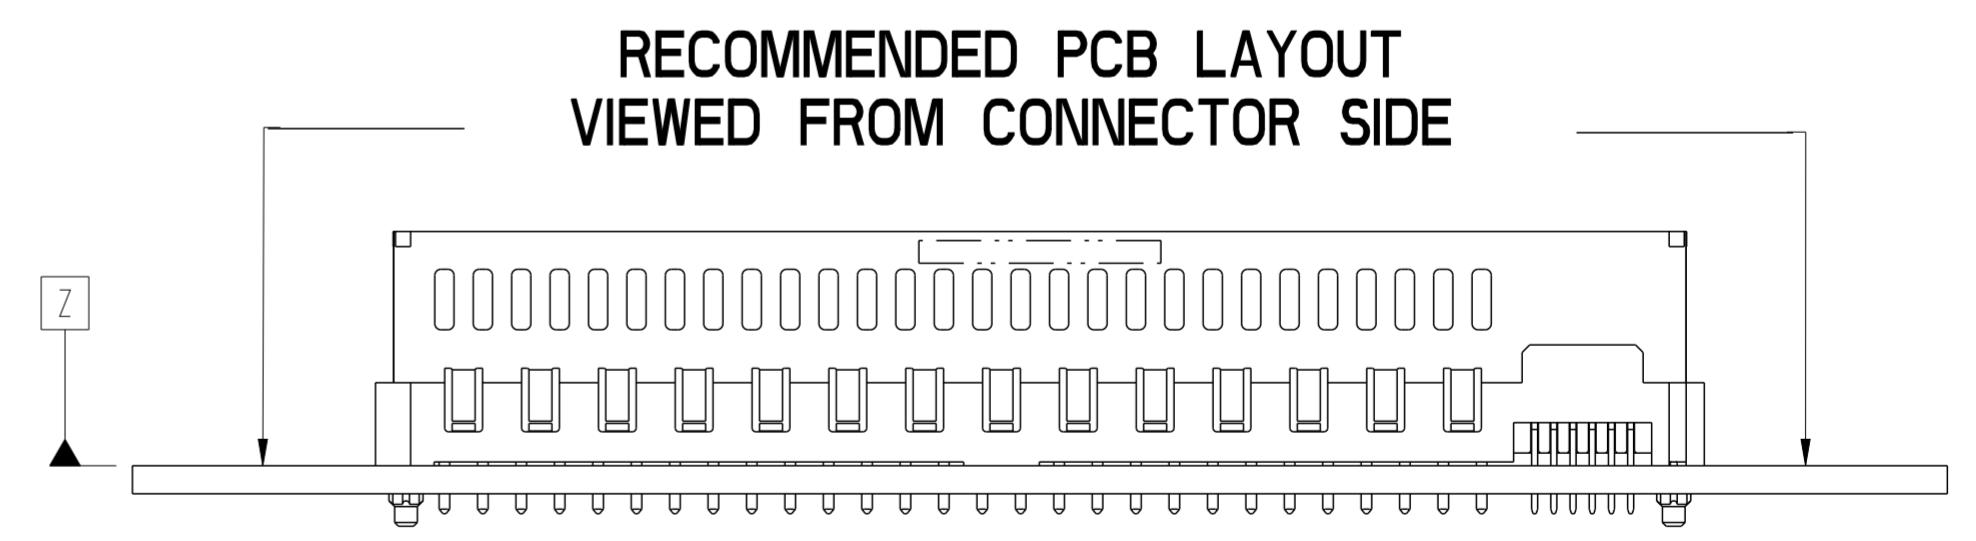 RECOMMENDED PCB LAYOUT
VIEWED FROM CONNECTOR SIDE
Z